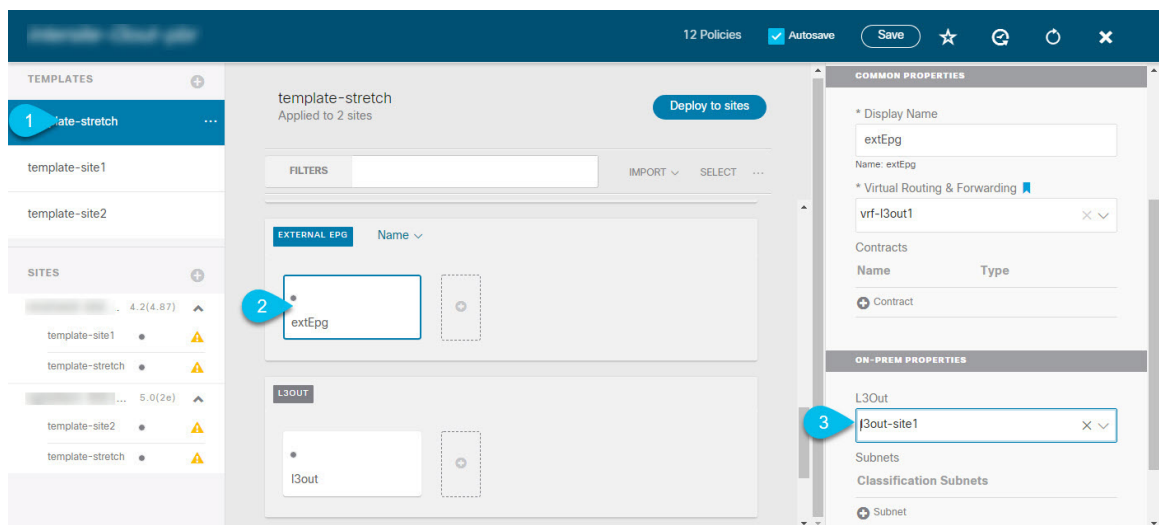 12 Policies
Autosave
Save
TEMPLATES
1
late-stretch
...
template-site1
template-site2
SITES
4.2(4.87)
template-site1
template-stretch
... 5.0(2e)
template-site2
template-stretch
template-stretch
Applied to 2 sites
Deploy to sites
FILTERS
IMPORT
SELECT
...
EXTERNAL EPG
Name
2
extEpg
L3OUT
l3out
COMMON PROPERTIES
* Display Name
extEpg
Name: extEpg
* Virtual Routing & Forwarding
vrf-l3out1
Contracts
Name Type
Contract
ON-PREM PROPERTIES
L3Out
3
l3out-site1
Subnets
Classification Subnets
Subnet